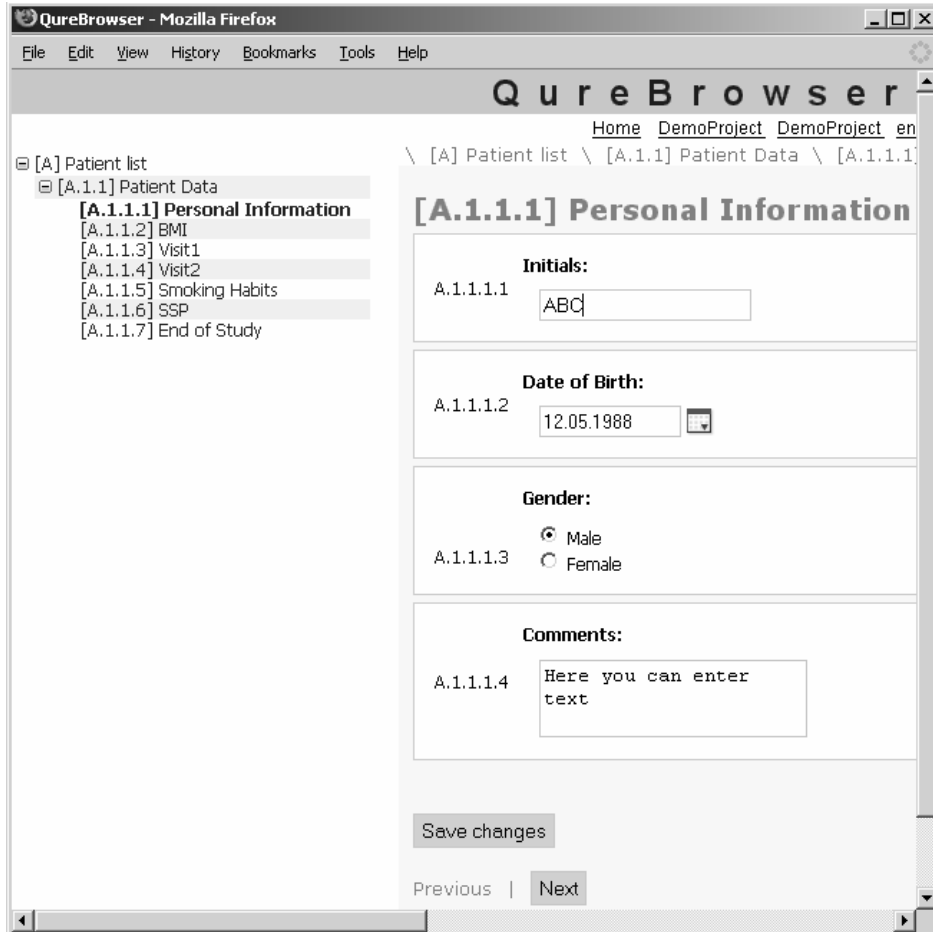 QureBrowser - Mozilla Firefox
File Edit View History Bookmarks Tools Help
QureBrowser
Home DemoProject DemoProject en
\ [A] Patient list \ [A.1.1] Patient Data \ [A.1.1.1]
[A] Patient list
[A.1.1] Patient Data
[A.1.1.1] Personal Information
[A.1.1.2] BMI
[A.1.1.3] Visit1
[A.1.1.4] Visit2
[A.1.1.5] Smoking Habits
[A.1.1.6] SSP
[A.1.1.7] End of Study
[A.1.1.1] Personal Information
Initials:
A.1.1.1.1
ABC
Date of Birth:
A.1.1.1.2
12.05.1988
Gender:
Male
A.1.1.1.3
Female
Comments:
A.1.1.1.4
Here you can enter
text
Save changes
Previous | Next